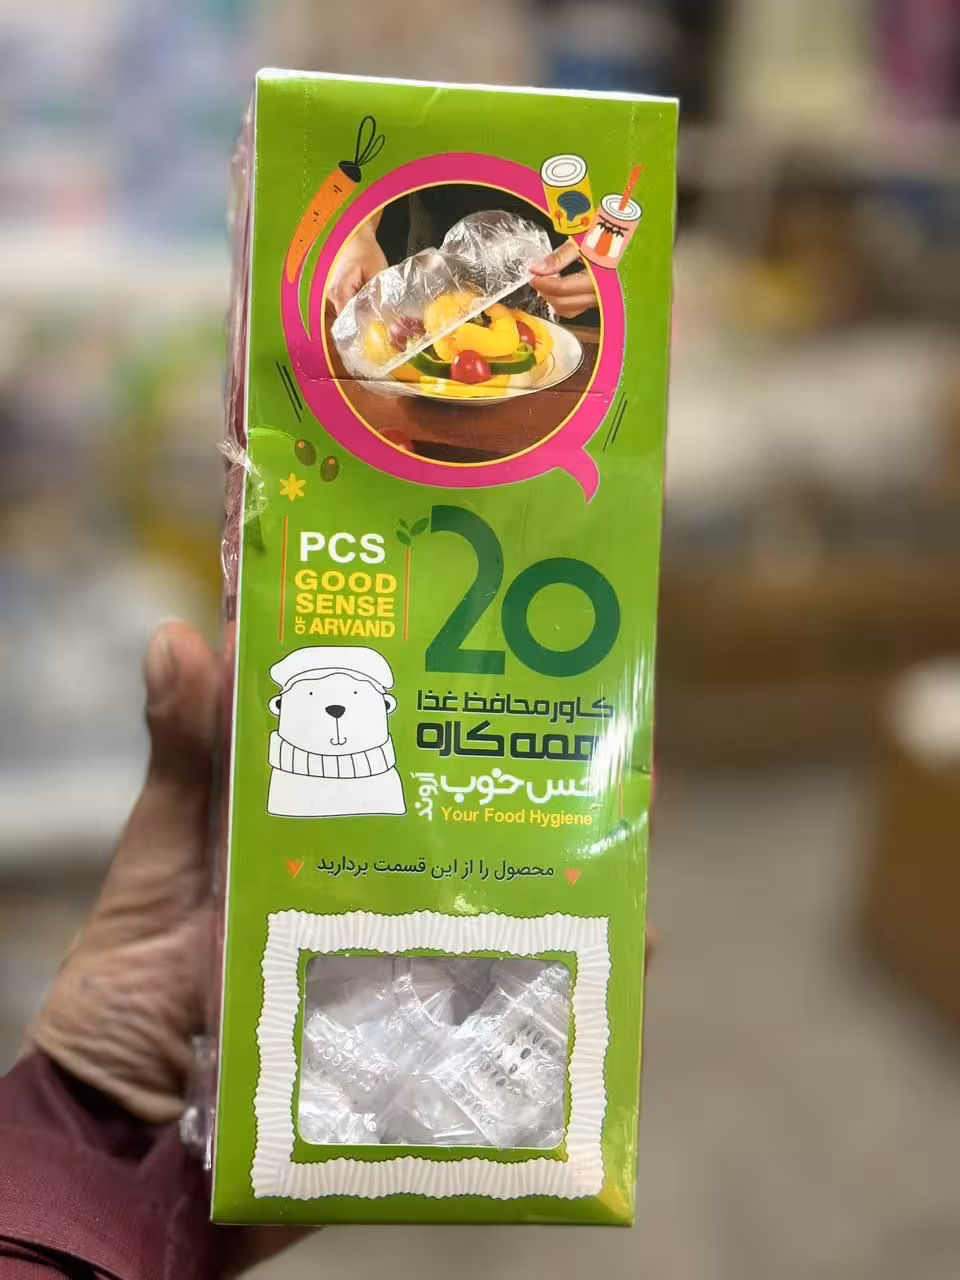 20
PCS
GOOD
SENSE
OF ARVAND
کاور محافظ غذا
همه کاره
حس خوب آروند
Your Food Hygiene
محصول را از این قسمت بردارید